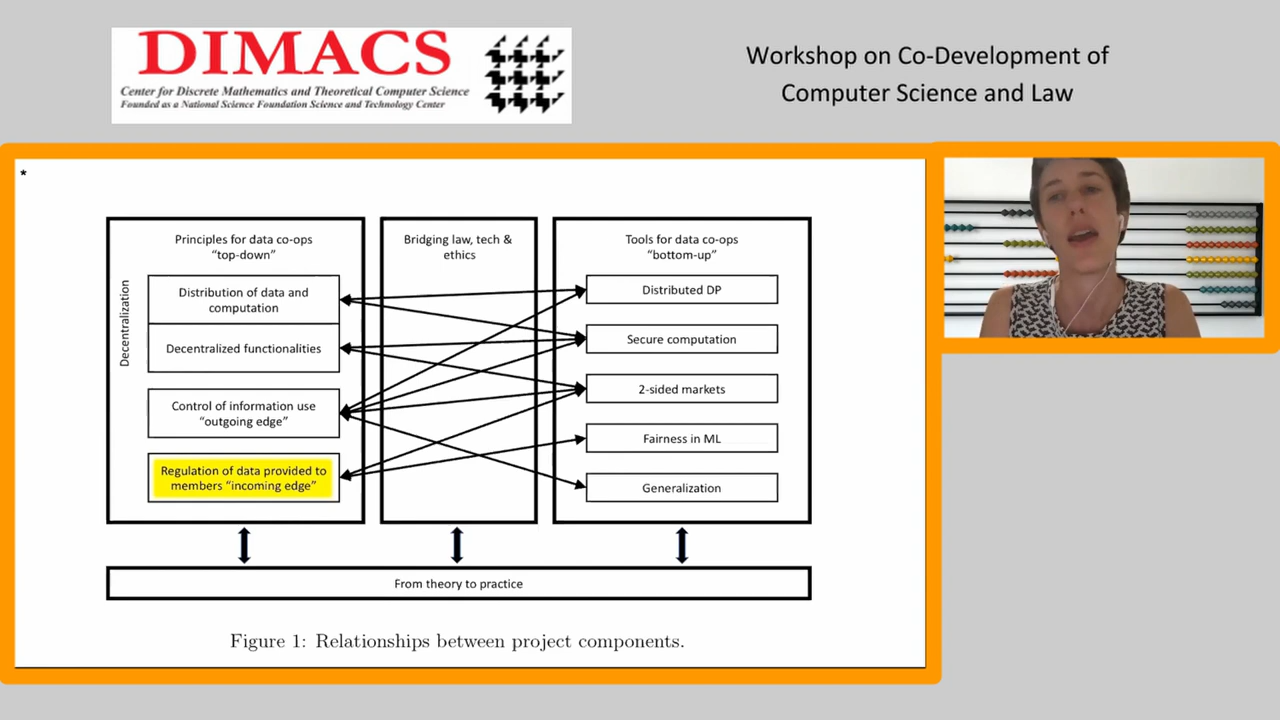 DIMACS
Center for Discrete Mathematics and Theoretical Computer Science
Founded as a National Science Foundation Science and Technology Center
Workshop on Co-Development of
Computer Science and Law
*
Principles for data co-ops
“top-down”
Decentralization
Distribution of data and
computation
Decentralized functionalities
Control of information use
“outgoing edge”
Regulation of data provided to
members “incoming edge”
Bridging law, tech &
ethics
Tools for data co-ops
“bottom-up”
Distributed DP
Secure computation
2-sided markets
Fairness in ML
Generalization
From theory to practice
Figure 1: Relationships between project components.